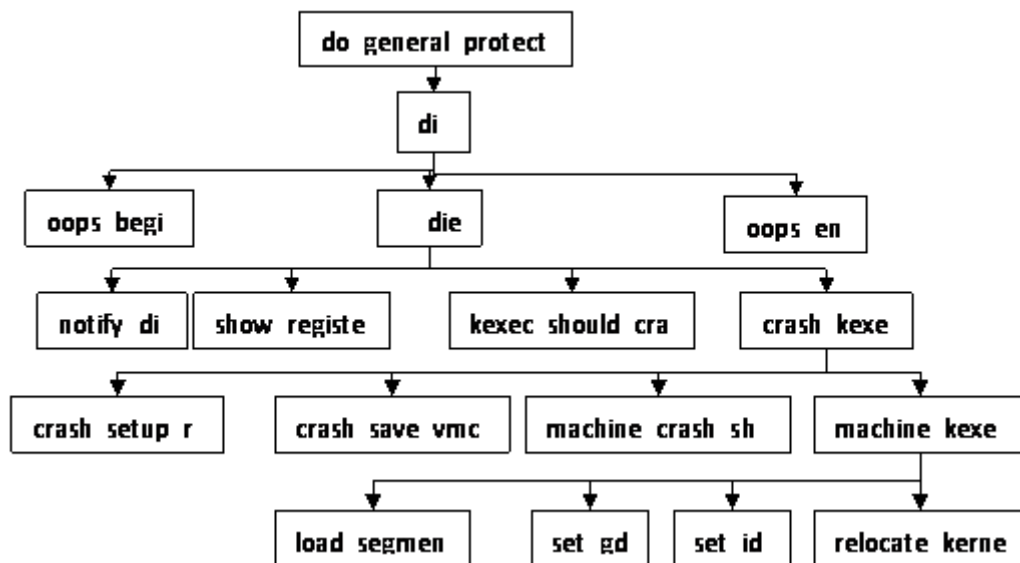 do general protect
di
oops begi
die
oops en
notify di
show registe
kexec should cra
crash kexe
crash setup r
crash save vmc
machine crash sh
machine kexe
load segmen
set gd
set id
relocate kerne